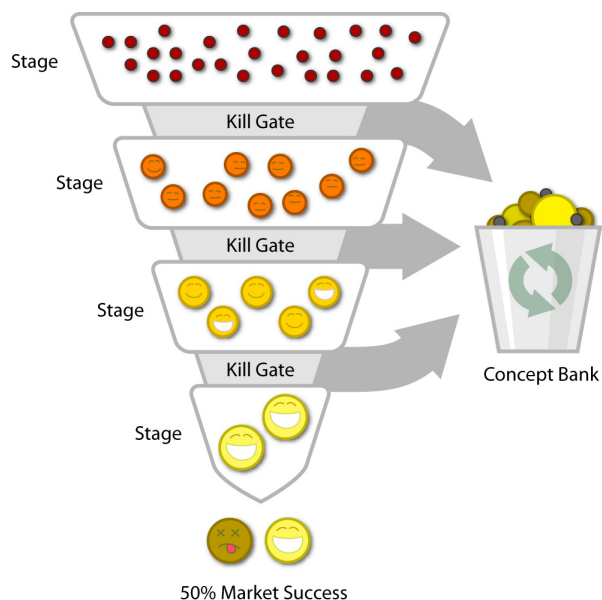 Stage
Kill Gate
Stage
Kill Gate
Stage
Kill Gate
Concept Bank
Stage
50% Market Success